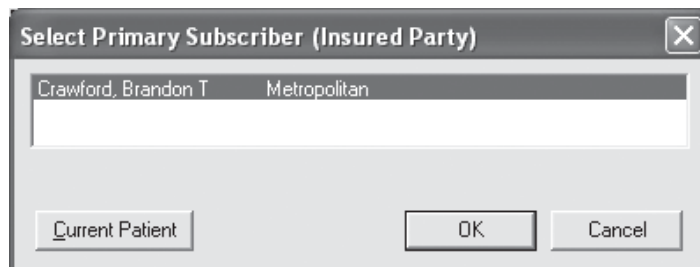 Select Primary Subscriber (Insured Party)
Crawford, Brandon T Metropolitan
Current Patient OK Cancel